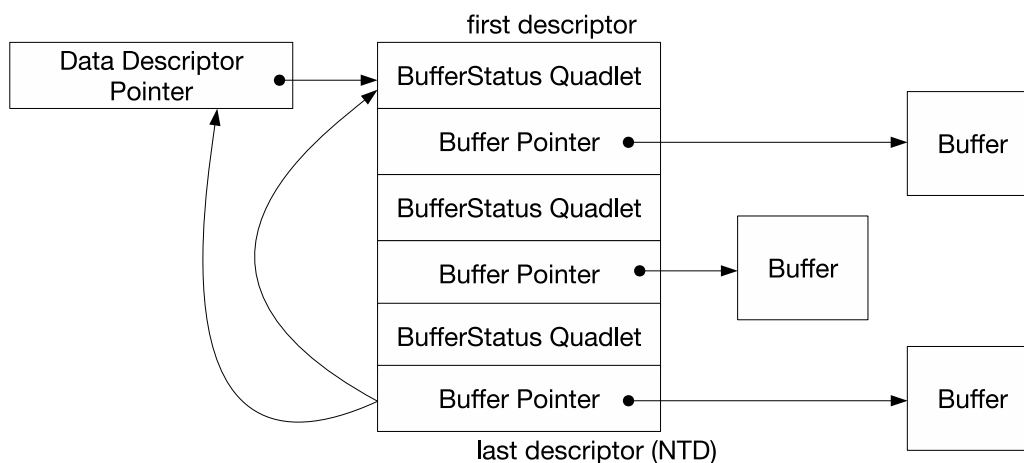 first descriptor
Data Descriptor
Pointer
BufferStatus Quadlet
Buffer Pointer
Buffer
BufferStatus Quadlet
Buffer Pointer
Buffer
BufferStatus Quadlet
Buffer Pointer
Buffer
last descriptor (NTD)